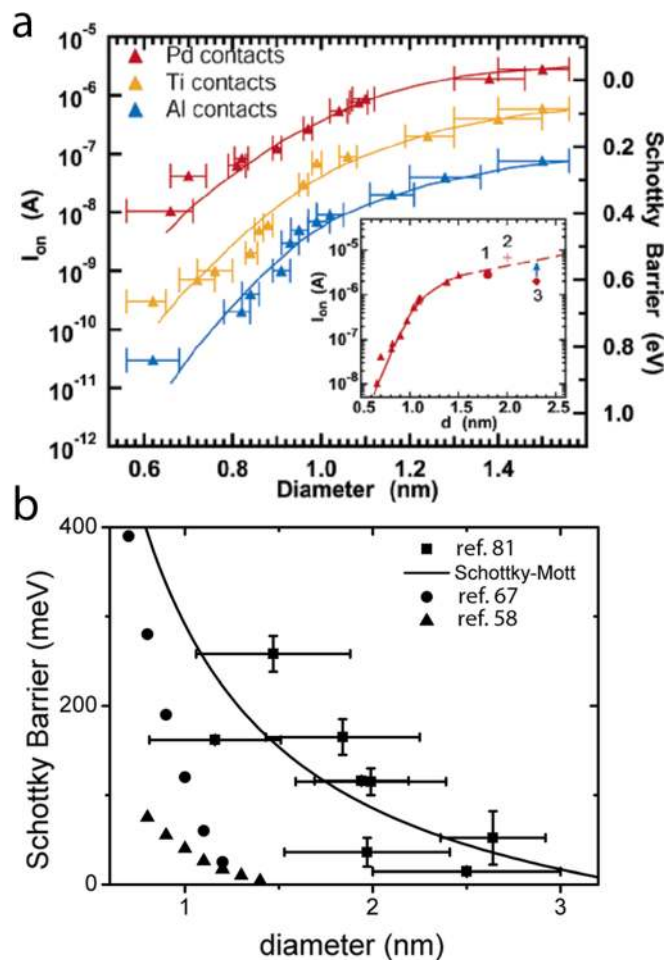 a
Pd contacts
Ti contacts
Al contacts
I_on (A)
10^-5
10^-6
10^-7
10^-8
10^-9
10^-10
10^-11
10^-12
0.6
0.8
1.0
1.2
1.4
Diameter (nm)
0.0
0.2
0.4
0.6
0.8
1.0
Schottky Barrier (eV)
I_on (A)
10^-5
10^-6
10^-7
10^-8
1
2
3
0.5
1.0
1.5
2.0
2.5
d (nm)
b
Schottky Barrier (meV)
400
200
0
ref. 81
Schottky-Mott
ref. 67
ref. 58
1
2
3
diameter (nm)